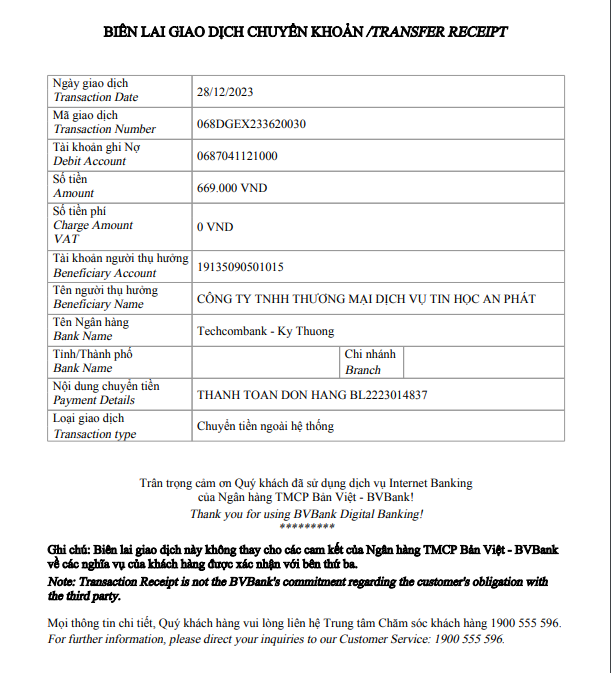 BIÊN LAI GIAO DỊCH CHUYỂN KHOẢN /TRANSFER RECEIPT
Ngày giao dịch
Transaction Date
28/12/2023
Mã giao dịch
Transaction Number
068DGEX233620030
Tài khoản ghi Nợ
Debit Account
0687041121000
Số tiền
Amount
669.000 VND
Số tiền phí
Charge Amount
VAT
0 VND
Tài khoản người thụ hưởng
Beneficiary Account
19135090501015
Tên người thụ hưởng
Beneficiary Name
CÔNG TY TNHH THƯƠNG MẠI DỊCH VỤ TIN HỌC AN PHÁT
Tên Ngân hàng
Bank Name
Techcombank - Ky Thuong
Tỉnh/Thành phố
Bank Name
Chi nhánh
Branch
Nội dung chuyển tiền
Payment Details
THANH TOAN DON HANG BL2223014837
Loại giao dịch
Transaction type
Chuyển tiền ngoài hệ thống
Trân trọng cảm ơn Quý khách đã sử dụng dịch vụ Internet Banking
của Ngân hàng TMCP Bản Việt - BVBank!
Thank you for using BVBank Digital Banking!
*********
Ghi chú: Biên lai giao dịch này không thay cho các cam kết của Ngân hàng TMCP Bản Việt - BVBank
về các nghĩa vụ của khách hàng được xác nhận với bên thứ ba.
Note: Transaction Receipt is not the BVBank's commitment regarding the customer's obligation with
the third party.
Mọi thông tin chi tiết, Quý khách hàng vui lòng liên hệ Trung tâm Chăm sóc khách hàng 1900 555 596.
For further information, please direct your inquiries to our Customer Service: 1900 555 596.